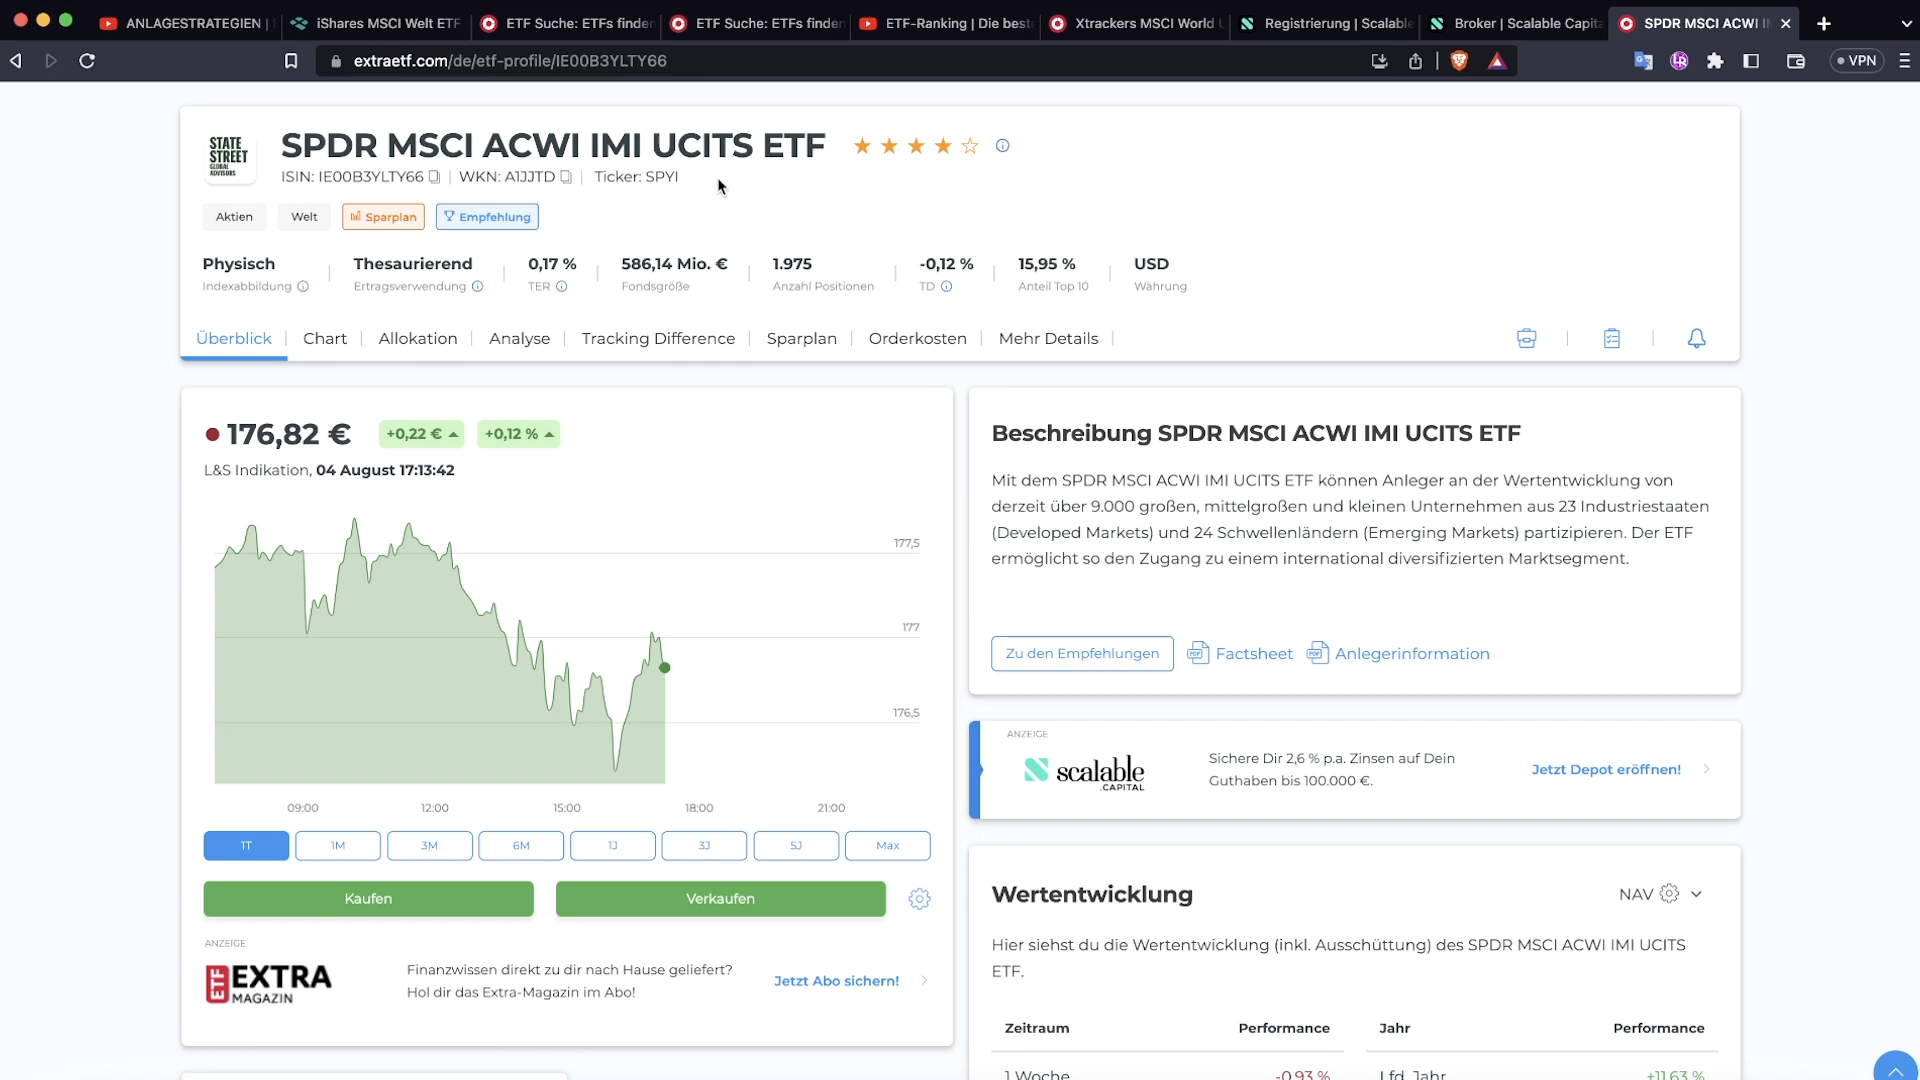 ANLAGESTRATEGIEN |
iShares MSCI Welt ETF
ETF Suche: ETFs finden
ETF Suche: ETFs finden
ETF-Ranking | Die beste
Xtrackers MSCI World U
Registrierung | Scalable
Broker | Scalable Capita
SPDR MSCI ACWI I
extraetf.com/de/etf-profile/IE00B3YLTY66
VPN
STATE STREET GLOBAL ADVISORS
SPDR MSCI ACWI IMI UCITS ETF
ISIN: IE00B3YLTY66 | WKN: A1JJTD | Ticker: SPYI
Aktien Welt Sparplan Empfehlung
Physisch Thesaurierend 0,17 % 586,14 Mio. € 1.975 -0,12 % 15,95 % USD
Indexabbildung Ertragsverwendung TER Fondsgröße Anzahl Positionen TD Anteil Top 10 Währung
Überblick Chart Allokation Analyse Tracking Difference Sparplan Orderkosten Mehr Details
176,82 € +0,22 € +0,12 %
L&S Indikation, 04 August 17:13:42
177,5
177
176,5
09:00 12:00 15:00 18:00 21:00
1T 1M 3M 6M 1J 3J 5J Max
Kaufen Verkaufen
ANZEIGE
ETF EXTRA MAGAZIN
Finanzwissen direkt zu dir nach Hause geliefert?
Hol dir das Extra-Magazin im Abo!
Jetzt Abo sichern!
Beschreibung SPDR MSCI ACWI IMI UCITS ETF
Mit dem SPDR MSCI ACWI IMI UCITS ETF können Anleger an der Wertentwicklung von
derzeit über 9.000 großen, mittelgroßen und kleinen Unternehmen aus 23 Industriestaaten
(Developed Markets) und 24 Schwellenländern (Emerging Markets) partizipieren. Der ETF
ermöglicht so den Zugang zu einem international diversifizierten Marktsegment.
Zu den Empfehlungen PDF Factsheet PDF Anlegerinformation
ANZEIGE
scalable
.CAPITAL
Sichere Dir 2,6 % p.a. Zinsen auf Dein
Guthaben bis 100.000 €.
Jetzt Depot eröffnen!
Wertentwicklung NAV
Hier siehst du die Wertentwicklung (inkl. Ausschüttung) des SPDR MSCI ACWI IMI UCITS
ETF.
Zeitraum Performance Jahr Performance
1 Woche -0,93 % Lfd. Jahr +11,63 %